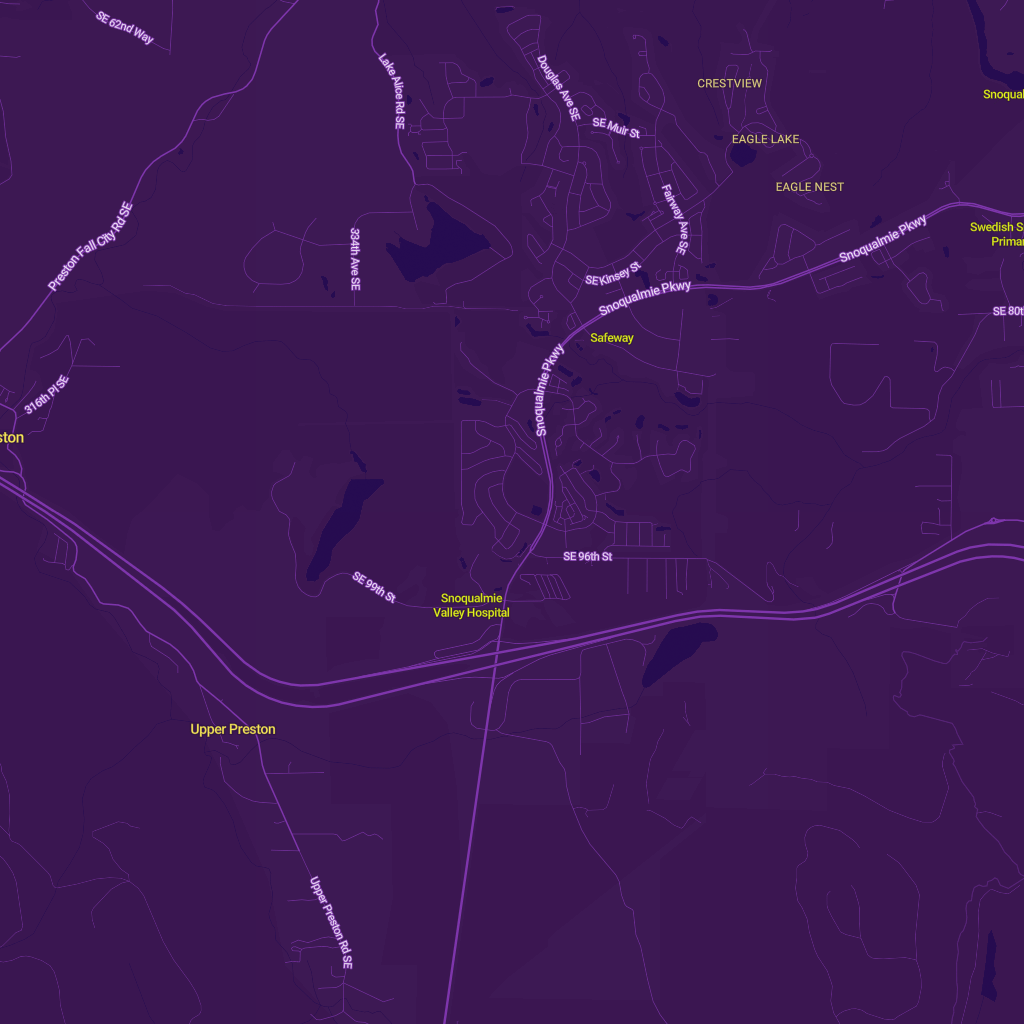 SE 62nd Way
Lake Alice Rd SE
Douglas Ave SE
CRESTVIEW
Snoqual
SE Muir St
EAGLE LAKE
EAGLE NEST
Fairway Ave SE
Preston Fall City Rd SE
334th Ave SE
Snoqualmie Pkwy
Swedish S
Primar
SE Kinsey St
Snoqualmie Pkwy
SE 80t
Safeway
Snoqualmie Pkwy
316th Pl SE
ston
SE 96th St
SE 99th St
Snoqualmie
Valley Hospital
Upper Preston
Upper Preston Rd SE